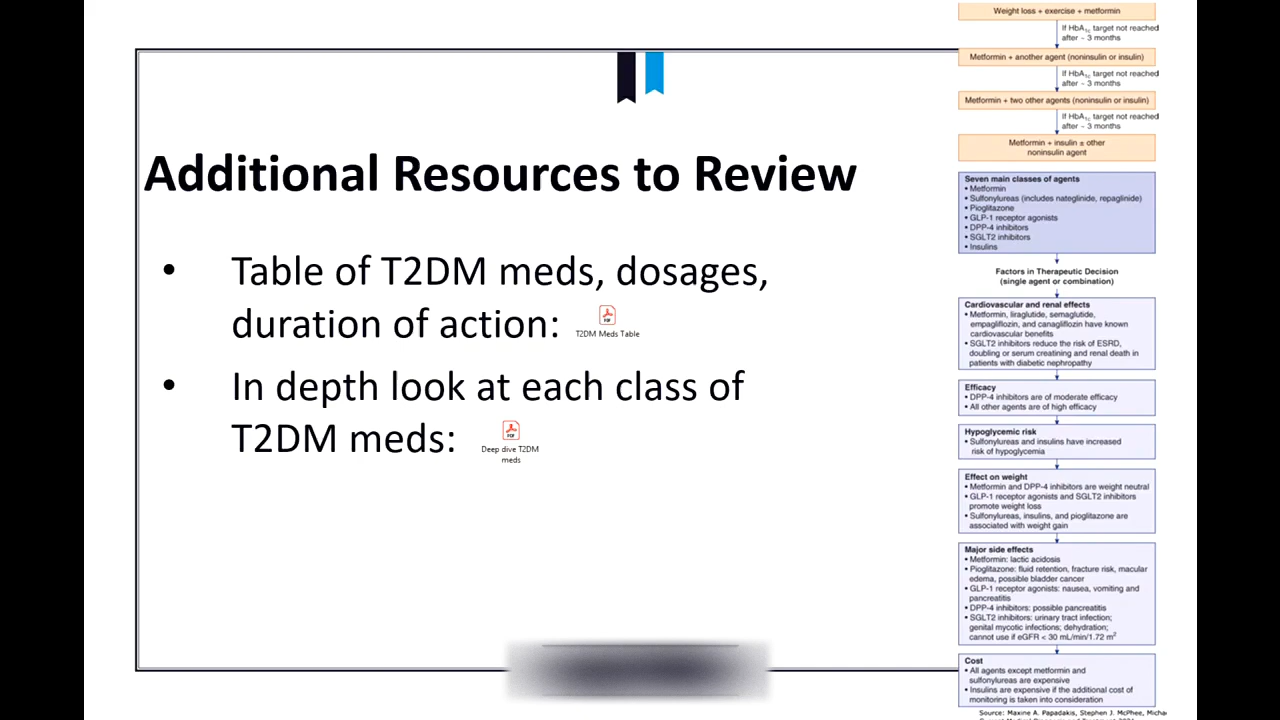 Additional Resources to Review
• Table of T2DM meds, dosages,
duration of action:
T2DM Meds Table
• In depth look at each class of
T2DM meds:
Deep dive T2DM
meds
Weight loss + exercise + metformin
If HbA1c target not reached
after ~ 3 months
Metformin + another agent (noninsulin or insulin)
If HbA1c target not reached
after ~ 3 months
Metformin + two other agents (noninsulin or insulin)
If HbA1c target not reached
after ~ 3 months
Metformin + insulin ± other
noninsulin agent
Seven main classes of agents
• Metformin
• Sulfonylureas (includes nateglinide, repaglinide)
• Pioglitazone
• GLP-1 receptor agonists
• DPP-4 inhibitors
• SGLT2 inhibitors
• Insulins
Factors in Therapeutic Decision
(single agent or combination)
Cardiovascular and renal effects
• Metformin, liraglutide, semaglutide,
empagliflozin, and canagliflozin have known
cardiovascular benefits
• SGLT2 inhibitors reduce the risk of ESRD,
doubling or serum creatining and renal death in
patients with diabetic nephropathy
Efficacy
• DPP-4 inhibitors are of moderate efficacy
• All other agents are of high efficacy
Hypoglycemic risk
• Sulfonylureas and insulins have increased
risk of hypoglycemia
Effect on weight
• Metformin and DPP-4 inhibitors are weight neutral
• GLP-1 receptor agonists and SGLT2 inhibitors
promote weight loss
• Sulfonylureas, insulins, and pioglitazone are
associated with weight gain
Major side effects
• Metformin: lactic acidosis
• Pioglitazone: fluid retention, fracture risk, macular
edema, possible bladder cancer
• GLP-1 receptor agonists: nausea, vomiting and
pancreatitis
• DPP-4 inhibitors: possible pancreatitis
• SGLT2 inhibitors: urinary tract infection;
genital mycotic infections; dehydration;
cannot use if eGFR < 30 mL/min/1.72 m²
Cost
• All agents except metformin and
sulfonylureas are expensive
• Insulins are expensive if the additional cost of
monitoring is taken into consideration
Source: Maxine A. Papadakis, Stephen J. McPhee, Micha